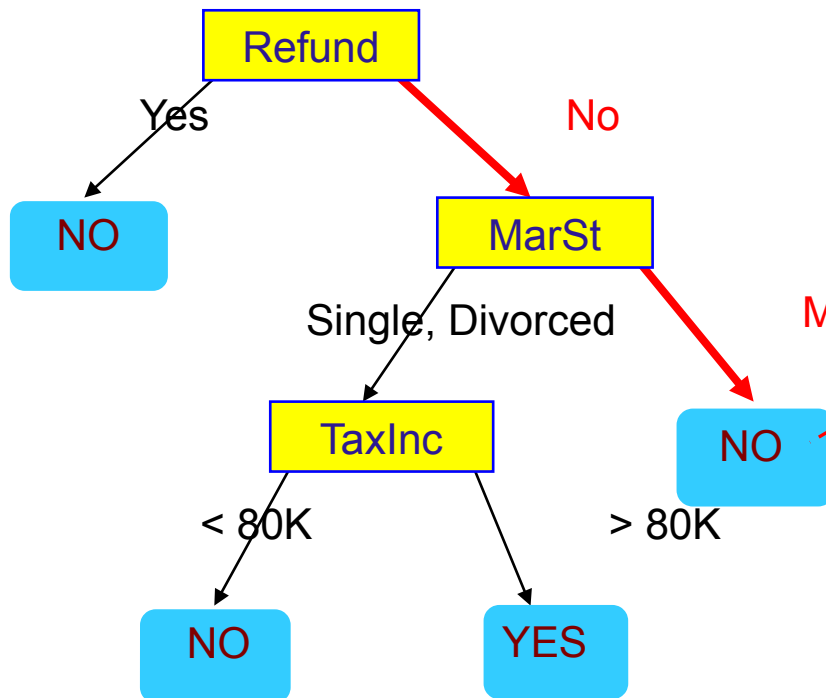 Refund
Yes
No
NO
MarSt
Single, Divorced
M
TaxInc
NO
< 80K
> 80K
NO
YES